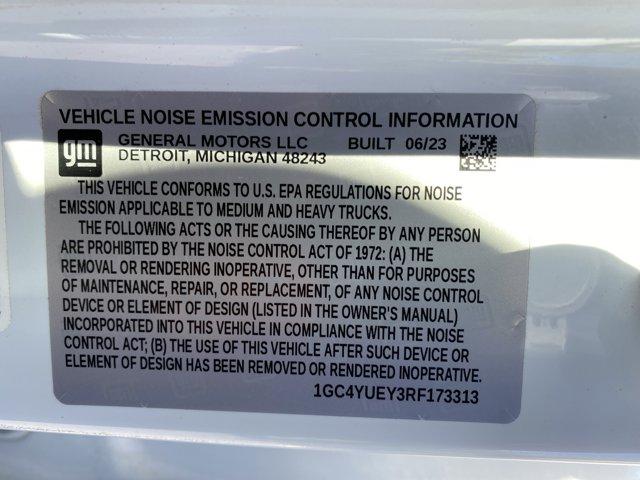 VEHICLE NOISE EMISSION CONTROL INFORMATION
gm GENERAL MOTORS LLC BUILT 06/23
DETROIT, MICHIGAN 48243
THIS VEHICLE CONFORMS TO U.S. EPA REGULATIONS FOR NOISE
EMISSION APPLICABLE TO MEDIUM AND HEAVY TRUCKS.
THE FOLLOWING ACTS OR THE CAUSING THEREOF BY ANY PERSON
ARE PROHIBITED BY THE NOISE CONTROL ACT OF 1972: (A) THE
REMOVAL OR RENDERING INOPERATIVE, OTHER THAN FOR PURPOSES
OF MAINTENANCE, REPAIR, OR REPLACEMENT, OF ANY NOISE CONTROL
DEVICE OR ELEMENT OF DESIGN (LISTED IN THE OWNER'S MANUAL)
INCORPORATED INTO THIS VEHICLE IN COMPLIANCE WITH THE NOISE
CONTROL ACT; (B) THE USE OF THIS VEHICLE AFTER SUCH DEVICE OR
ELEMENT OF DESIGN HAS BEEN REMOVED OR RENDERED INOPERATIVE.
1GC4YUEY3RF173313